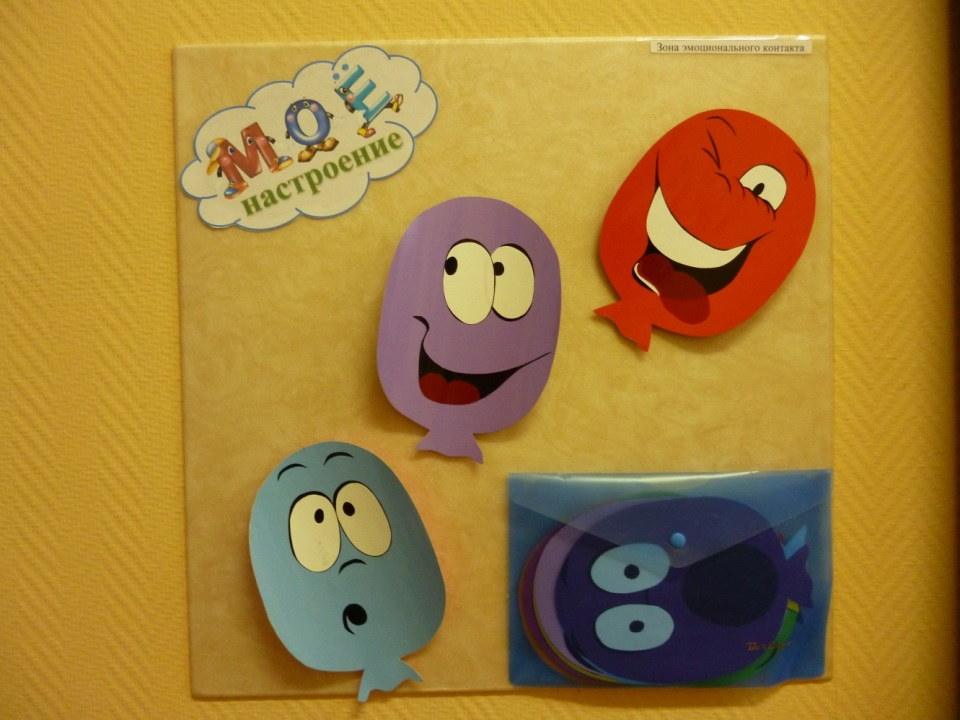 Зона эмоционального контакта
МОЁ
настроение